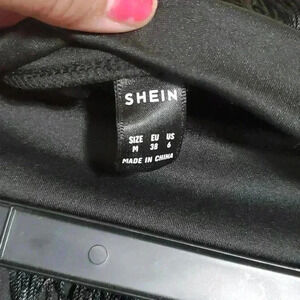 SHEIN
SIZE EU US
M 38 6
MADE IN CHINA